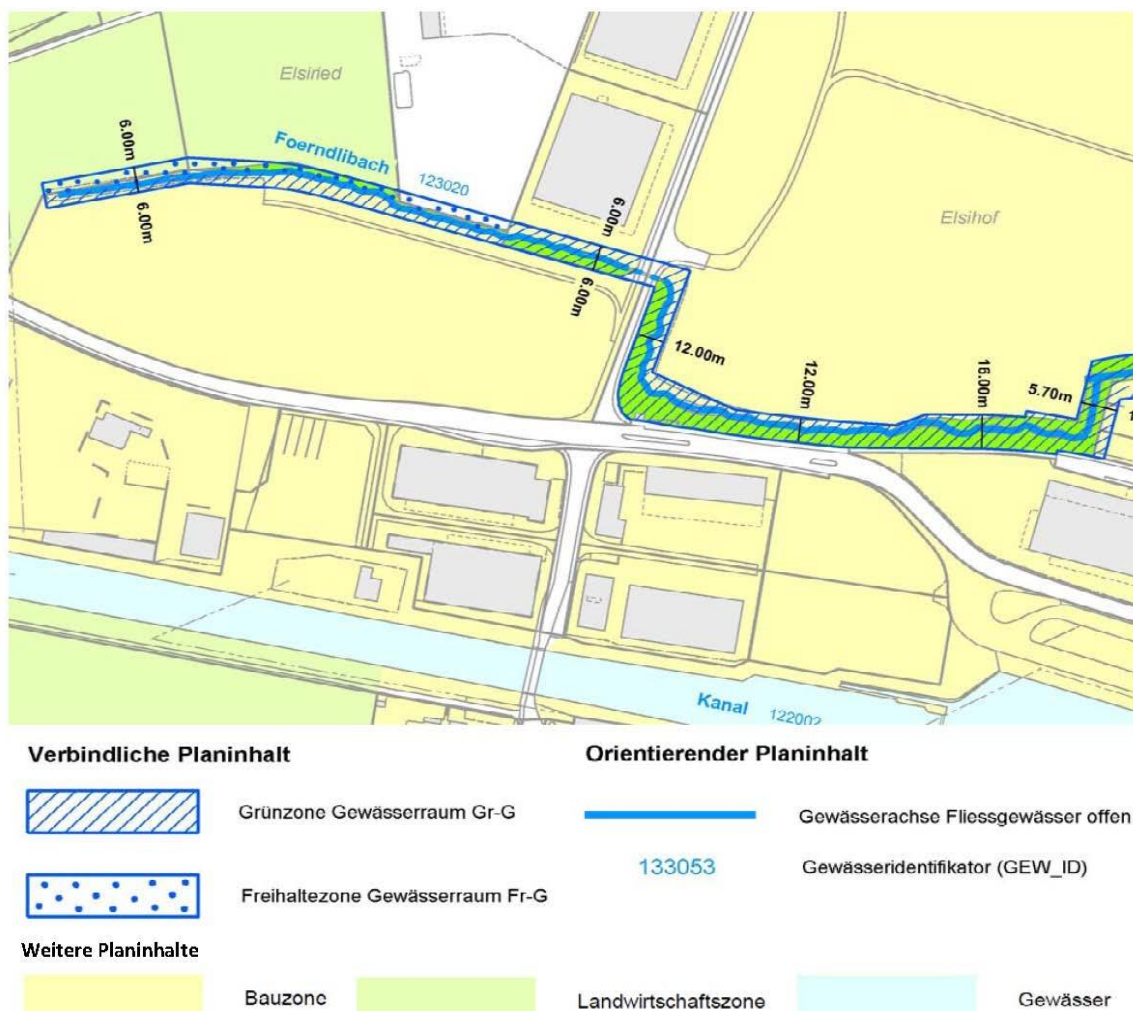 Elsiried
6.00m
Foerndlibach
123020
6.00m
6.00m
Elsihof
6.00m
12.00m
12.00m
16.00m
5.70m
Kanal 122002
Verbindliche Planinhalt
Orientierender Planinhalt
Grünzone Gewässerraum Gr-G
Gewässerachse Fliessgewässer offen
133053
Gewässeridentifikator (GEW_ID)
Freihaltezone Gewässerraum Fr-G
Weitere Planinhalte
Bauzone
Landwirtschaftszone
Gewässer